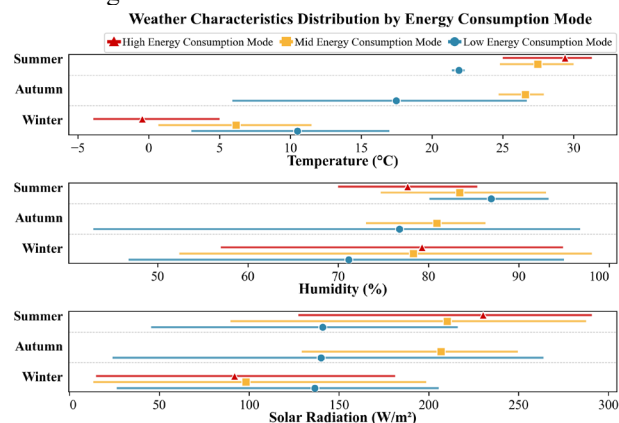 Weather Characteristics Distribution by Energy Consumption Mode
High Energy Consumption Mode Mid Energy Consumption Mode Low Energy Consumption Mode
Summer
Autumn
Winter
−5 0 5 10 15 20 25 30
Temperature (°C)
Summer
Autumn
Winter
50 60 70 80 90 100
Humidity (%)
Summer
Autumn
Winter
0 50 100 150 200 250 300
Solar Radiation (W/m²)